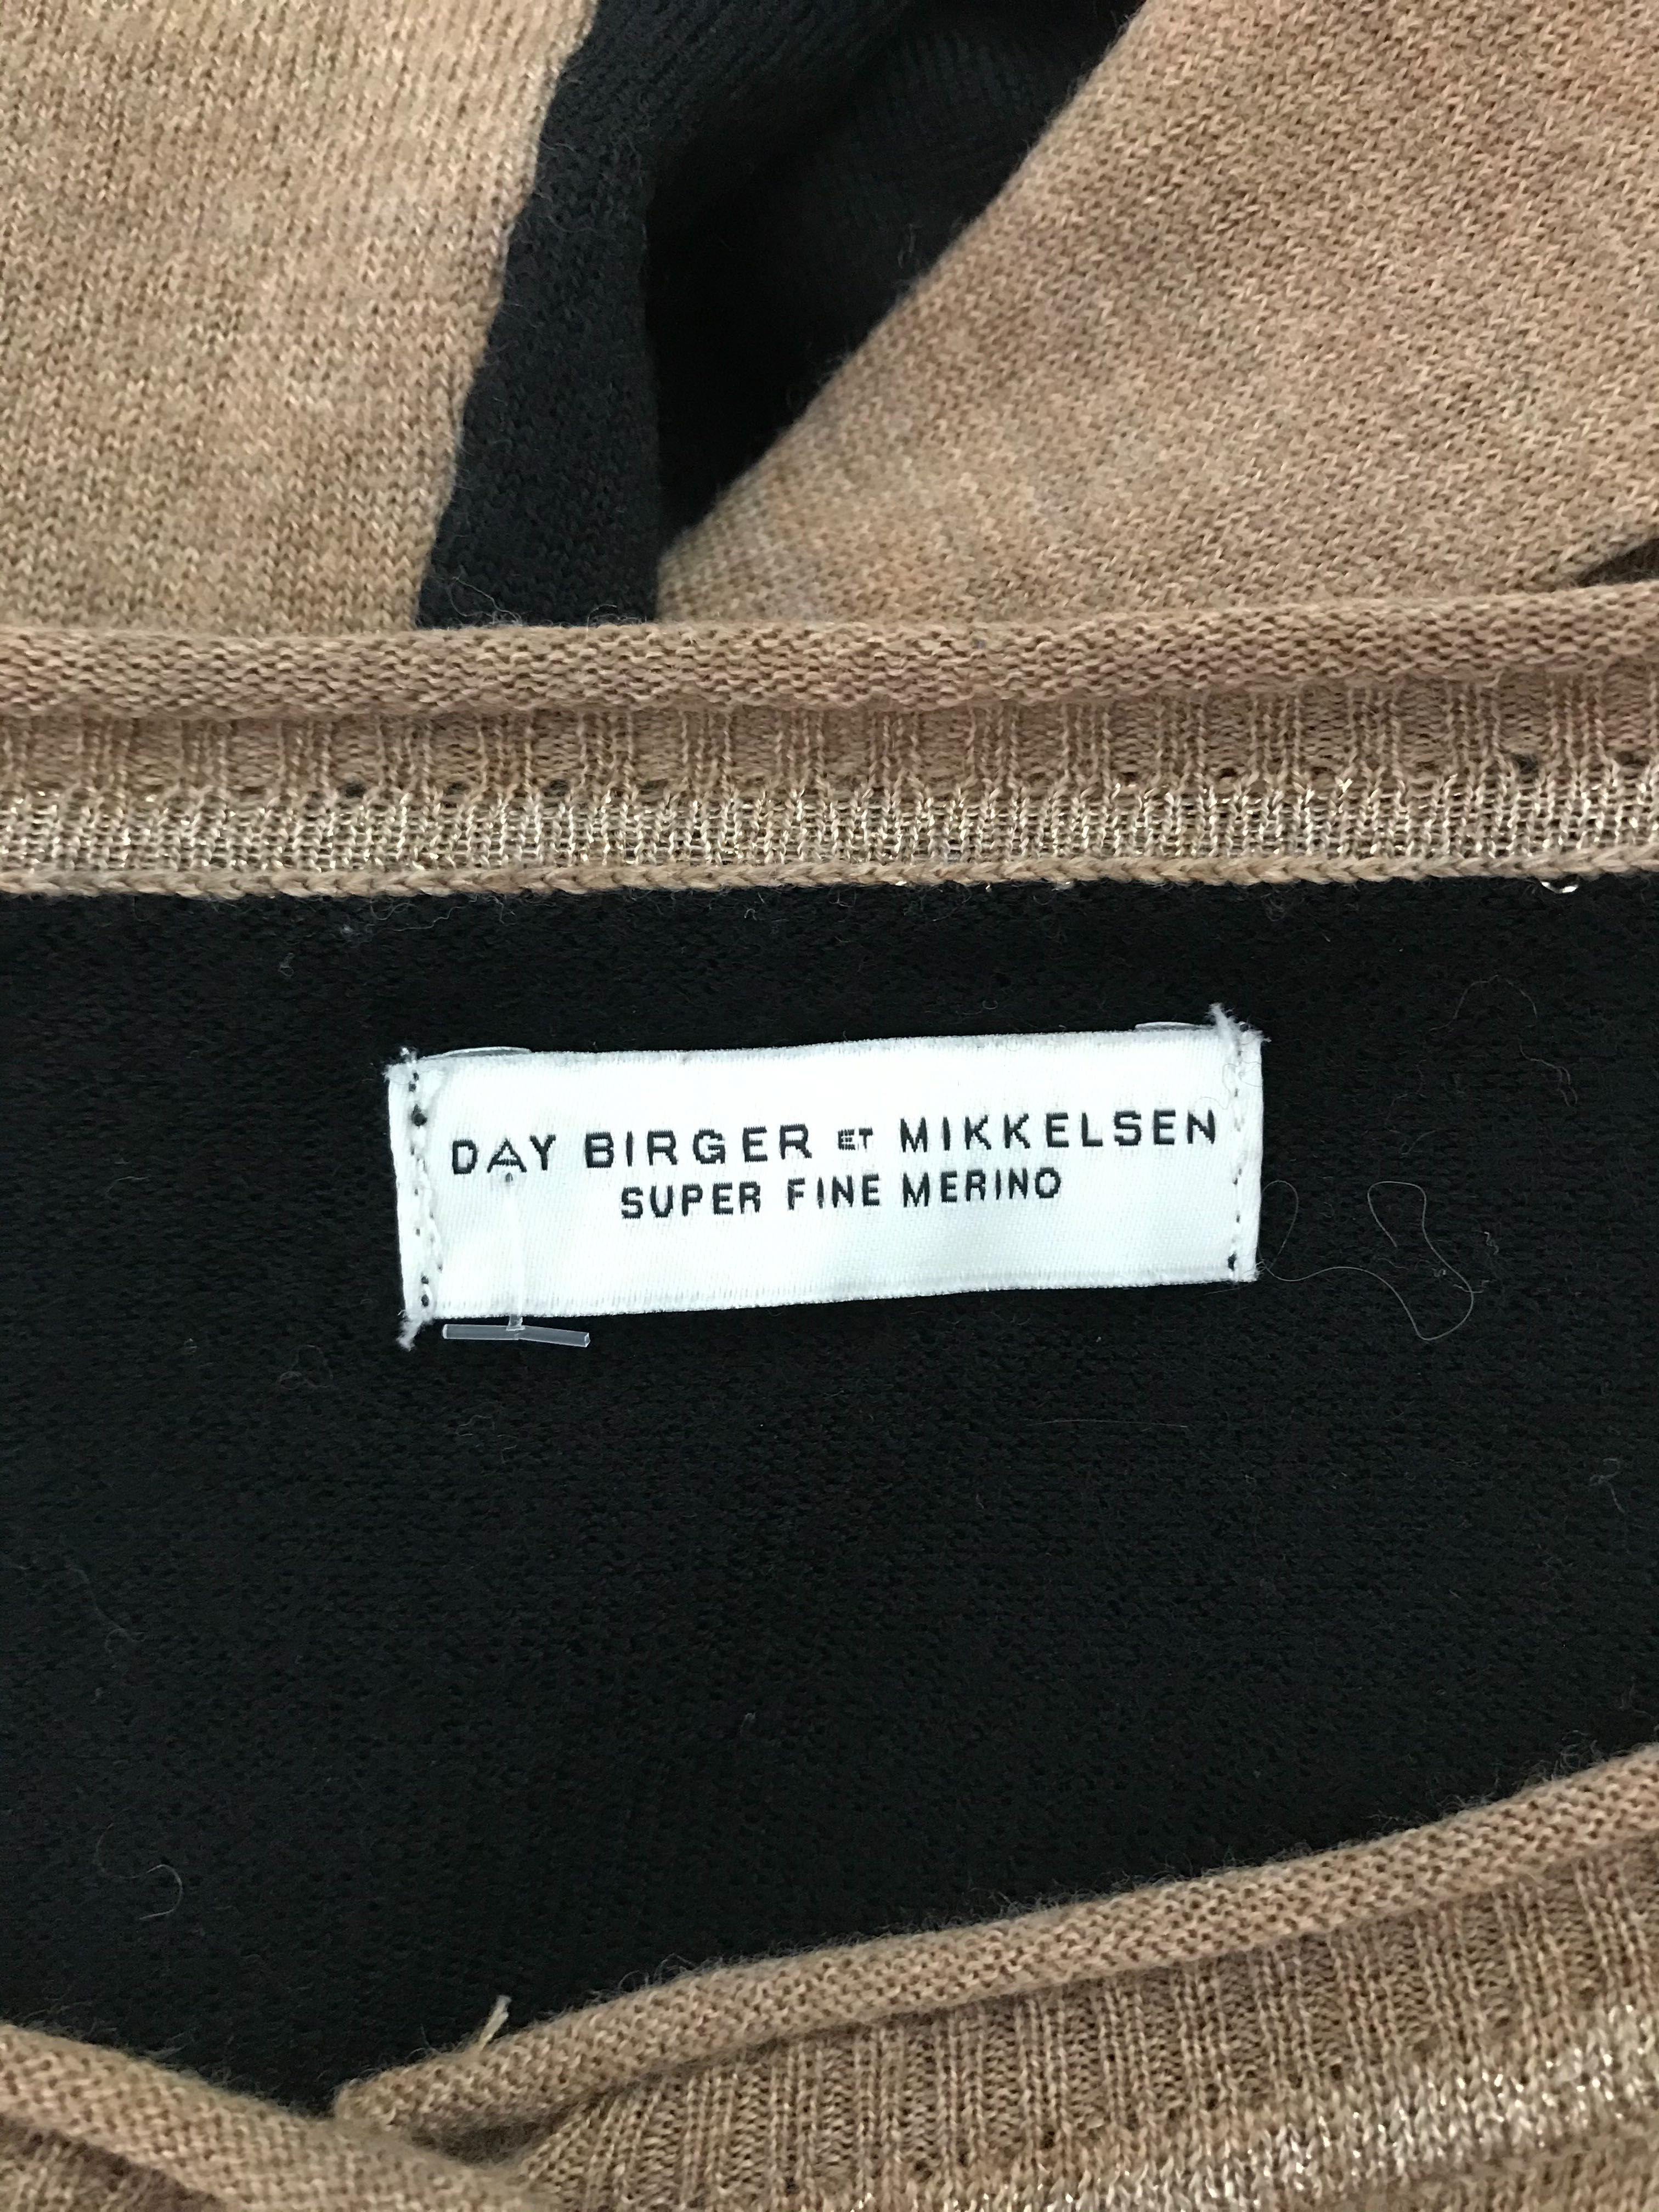 DAY BIRGER ET MIKKELSEN
SUPER FINE MERINO